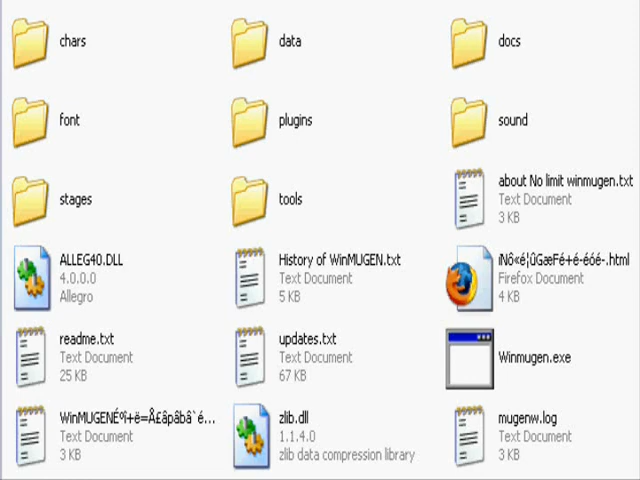 chars
data
docs
font
plugins
sound
stages
tools
about No limit winmugen.txt
Text Document
3 KB
ALLEG40.DLL
4.0.0.0
Allegro
History of WinMUGEN.txt
Text Document
5 KB
.html
Firefox Document
4 KB
readme.txt
Text Document
25 KB
updates.txt
Text Document
67 KB
Winmugen.exe
WinMUGEN
Text Document
3 KB
zlib.dll
1.1.4.0
zlib data compression library
mugenw.log
Text Document
3 KB